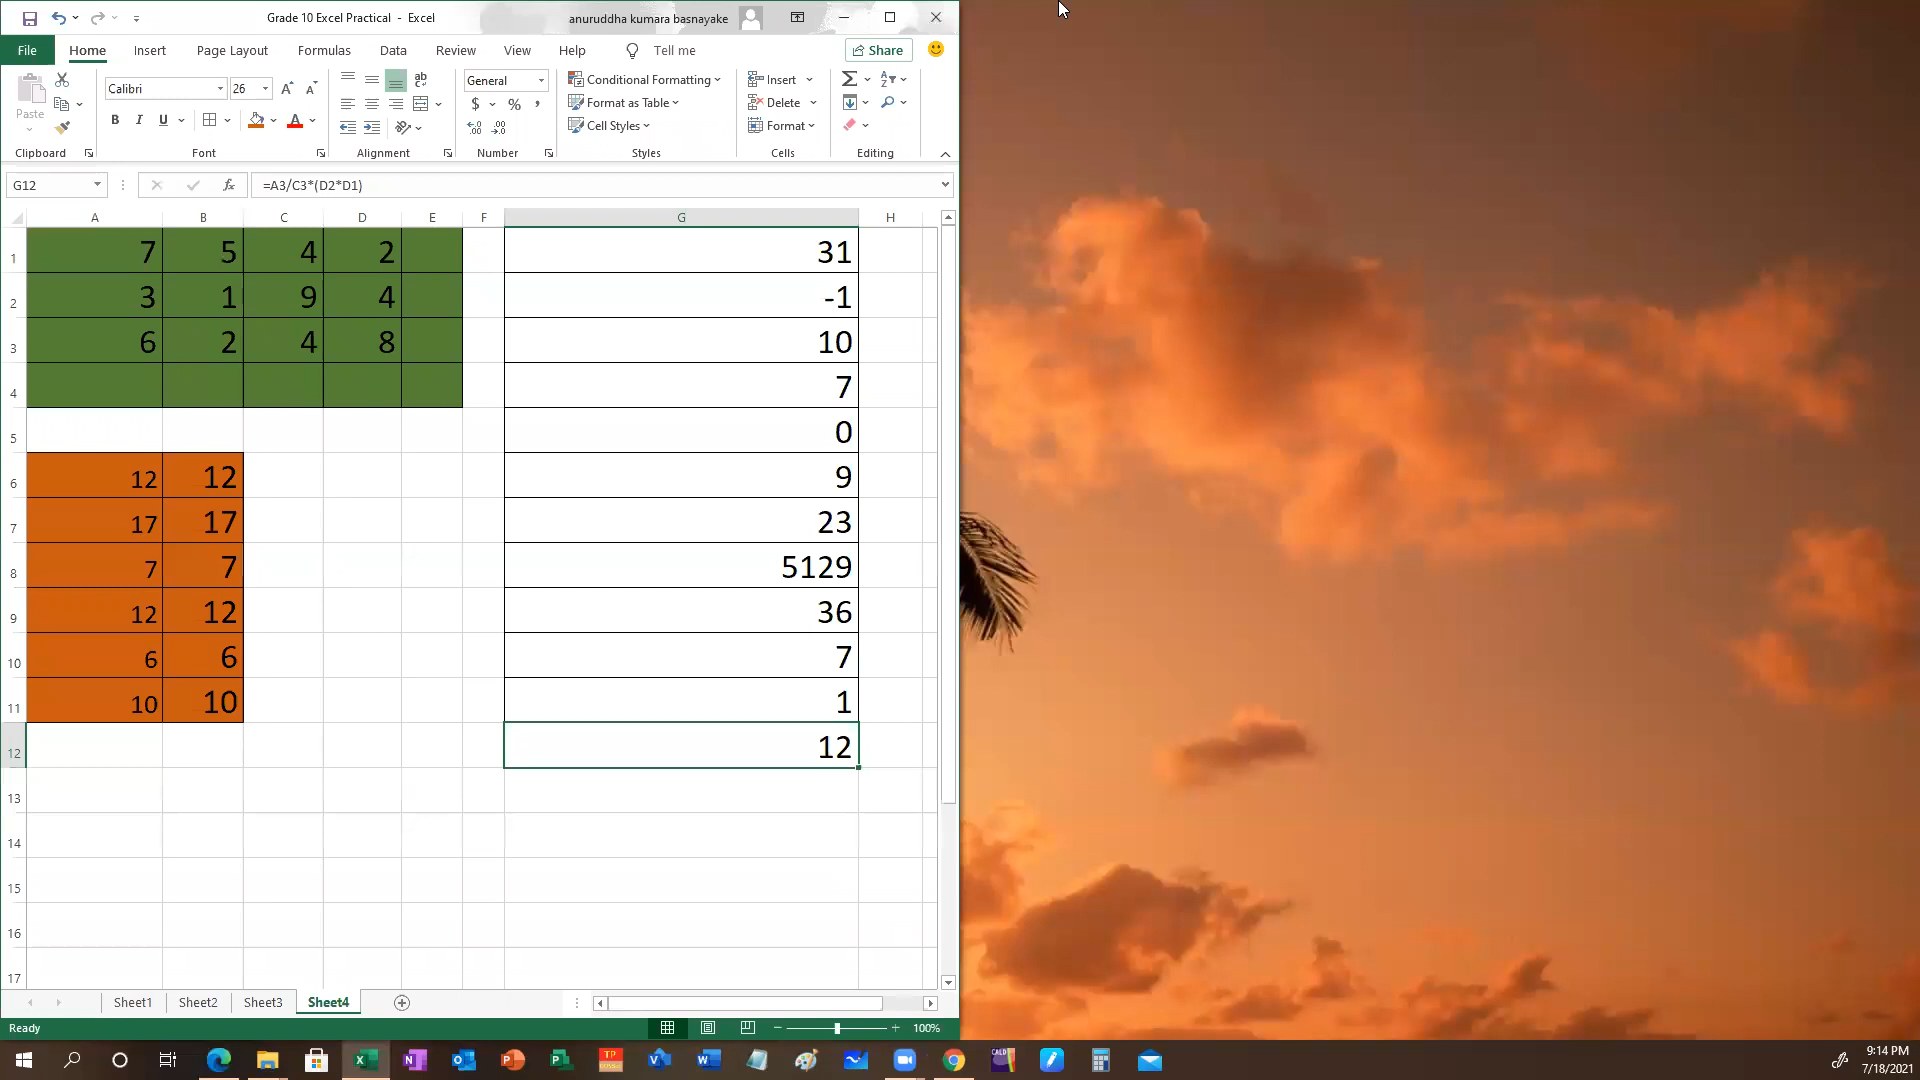 Grade 10 Excel Practical - Excel
anuruddha kumara basnayake
File Home Insert Page Layout Formulas Data Review View Help Tell me Share
Paste
Calibri 26
B I U
A A A
ab
c
General
$ % ,
Conditional Formatting
Format as Table
Cell Styles
Insert
Delete
Format
Clipboard Font Alignment Number Styles Cells Editing
G12 fx =A3/C3*(D2*D1)
A B C D E F G H
1 7 5 4 2 31
2 3 1 9 4 -1
3 6 2 4 8 10
4 7
5 0
6 12 12 9
7 17 17 23
8 7 7 5129
9 12 12 36
10 6 6 7
11 10 10 1
12 12
13
14
15
16
17
Sheet1 Sheet2 Sheet3 Sheet4
Ready 100%
CALD
9:14 PM
7/18/2021